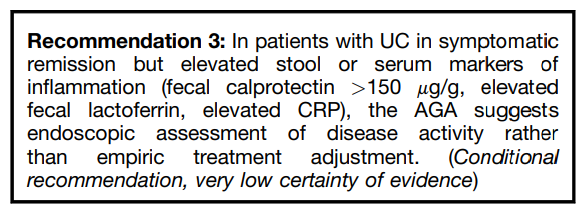 Recommendation 3: In patients with UC in symptomatic
remission but elevated stool or serum markers of
inflammation (fecal calprotectin >150 μg/g, elevated
fecal lactoferrin, elevated CRP), the AGA suggests
endoscopic assessment of disease activity rather
than empiric treatment adjustment. (Conditional
recommendation, very low certainty of evidence)